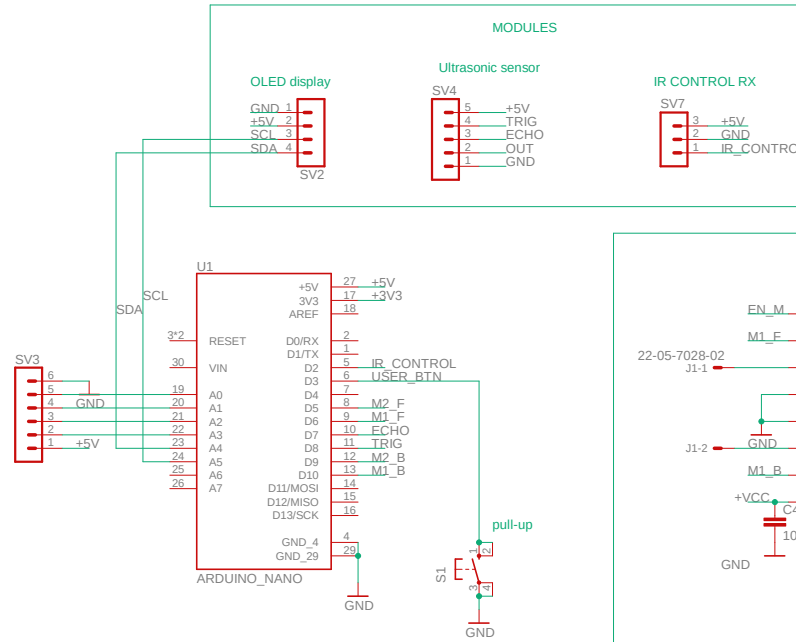 MODULES
OLED display
Ultrasonic sensor
IR CONTROL RX
SV2
GND 1
+5V 2
SCL 3
SDA 4
SV4
5 +5V
4 TRIG
3 ECHO
2 OUT
1 GND
SV7
3 +5V
2 GND
1 IR_CONTRO
SCL
SDA
U1
ARDUINO_NANO
3*2 RESET
30 VIN
19 A0
20 A1
21 A2
22 A3
23 A4
24 A5
25 A6
26 A7
+5V 27 +5V
3V3 17 +3V3
AREF 18
D0/RX 2
D1/TX 1
D2 5 IR_CONTROL
D3 6 USER_BTN
D4 7
D5 8 M2_F
D6 9 M1_F
D7 10 ECHO
D8 11 TRIG
D9 12 M2_B
D10 13 M1_B
D11/MOSI 14
D12/MISO 15
D13/SCK 16
GND_4 4
GND_29 29
GND
SV3
6
5
4
3
2
1 +5V
GND
pull-up
S1
1
2
3
4
GND
EN_M
M1_F
22-05-7028-02
J1-1
GND
J1-2
M1_B
+VCC
C4
10
GND